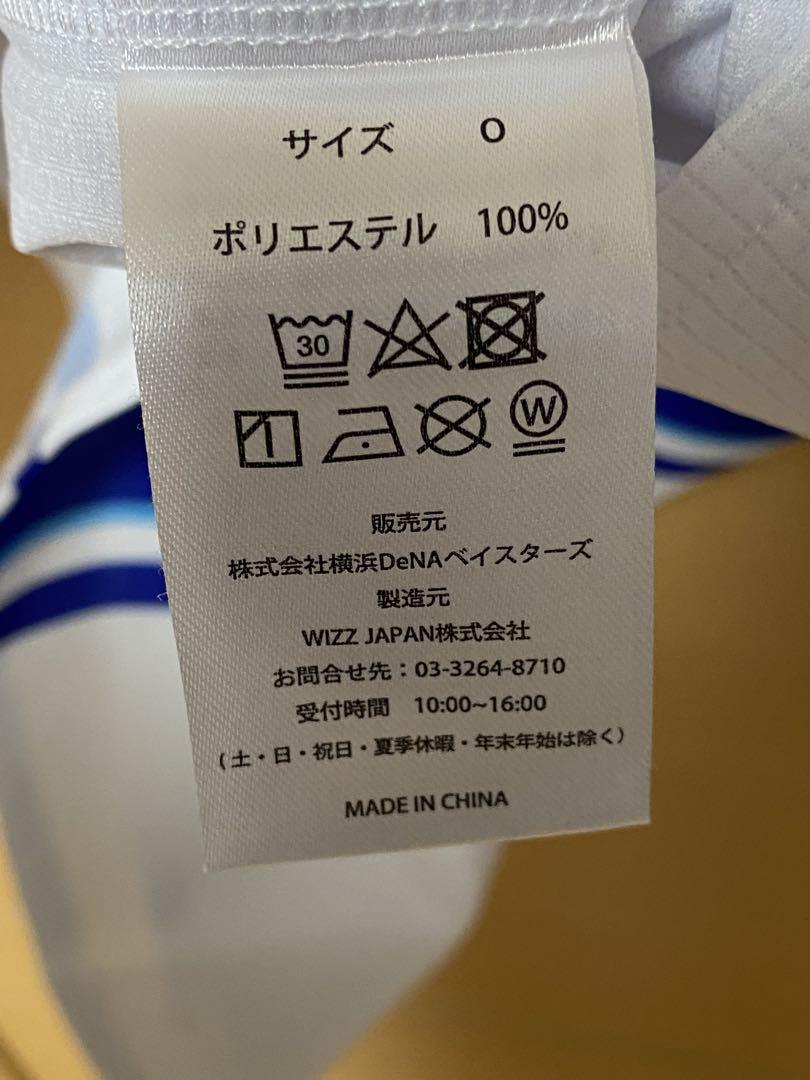 サイズ O
ポリエステル 100%
30
W
販売元
株式会社横浜DeNAベイスターズ
製造元
WIZZ JAPAN株式会社
お問合せ先：03-3264-8710
受付時間 10:00~16:00
(土・日・祝日・夏季休暇・年末年始は除く)
MADE IN CHINA